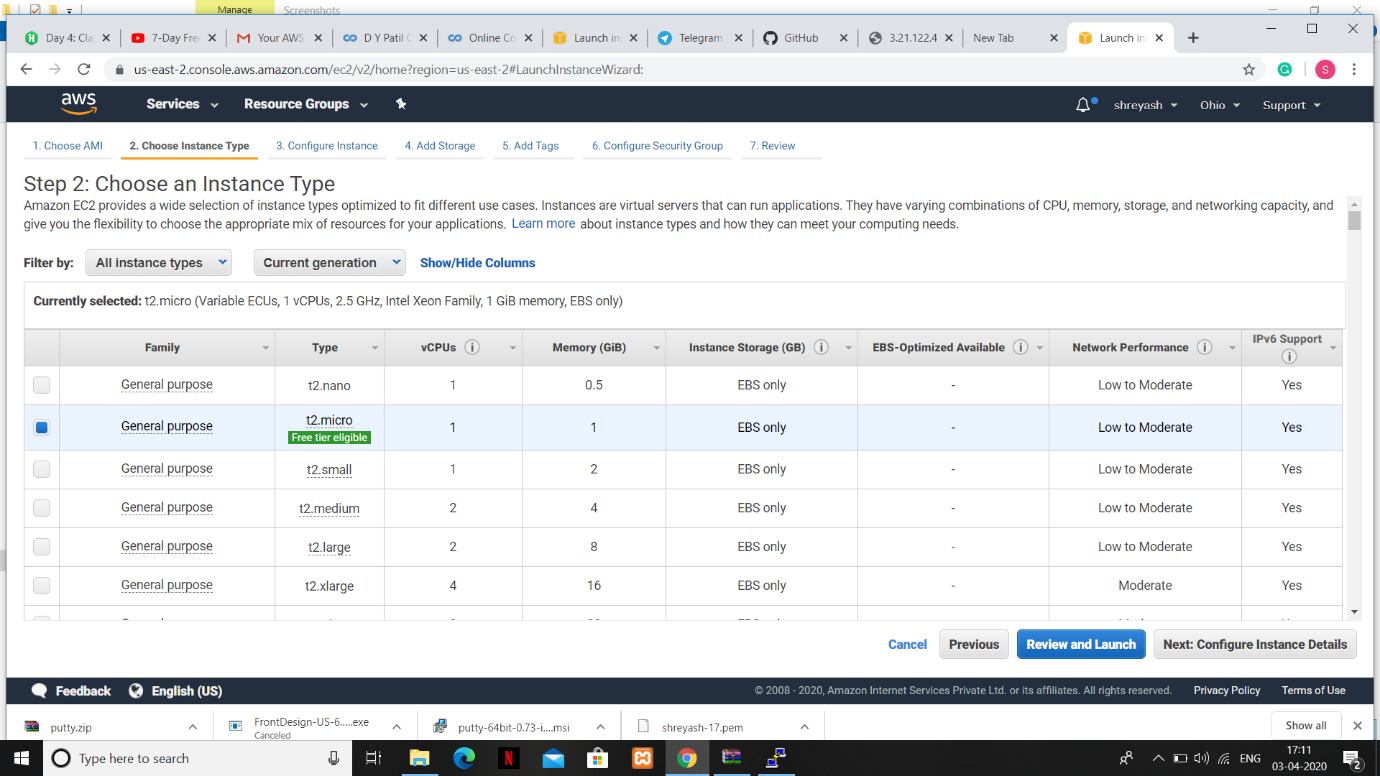 Manage
Screenshots
Day 4: Cla
7-Day Fre
Your AWS
D Y Patil C
Online Co
Launch in
Telegram
GitHub
3.21.122.4
New Tab
Launch in
us-east-2.console.aws.amazon.com/ec2/v2/home?region=us-east-2#LaunchInstanceWizard:
S
aws
Services
Resource Groups
shreyash
Ohio
Support
1. Choose AMI
2. Choose Instance Type
3. Configure Instance
4. Add Storage
5. Add Tags
6. Configure Security Group
7. Review
Step 2: Choose an Instance Type
Amazon EC2 provides a wide selection of instance types optimized to fit different use cases. Instances are virtual servers that can run applications. They have varying combinations of CPU, memory, storage, and networking capacity, and
give you the flexibility to choose the appropriate mix of resources for your applications. Learn more about instance types and how they can meet your computing needs.
Filter by: All instance types Current generation Show/Hide Columns
Currently selected: t2.micro (Variable ECUs, 1 vCPUs, 2.5 GHz, Intel Xeon Family, 1 GiB memory, EBS only)
Family Type vCPUs Memory (GiB) Instance Storage (GB) EBS-Optimized Available Network Performance IPv6 Support
General purpose t2.nano 1 0.5 EBS only - Low to Moderate Yes
General purpose t2.micro 1 1 EBS only - Low to Moderate Yes
Free tier eligible
General purpose t2.small 1 2 EBS only - Low to Moderate Yes
General purpose t2.medium 2 4 EBS only - Low to Moderate Yes
General purpose t2.large 2 8 EBS only - Low to Moderate Yes
General purpose t2.xlarge 4 16 EBS only - Moderate Yes
Cancel Previous Review and Launch Next: Configure Instance Details
Feedback English (US) © 2008 - 2020, Amazon Internet Services Private Ltd. or its affiliates. All rights reserved. Privacy Policy Terms of Use
putty.zip
FrontDesign-US-6.....exe
Canceled
putty-64bit-0.73-i....msi
shreyash-17.pem
Show all
Type here to search
ENG
17:11
03-04-2020
2